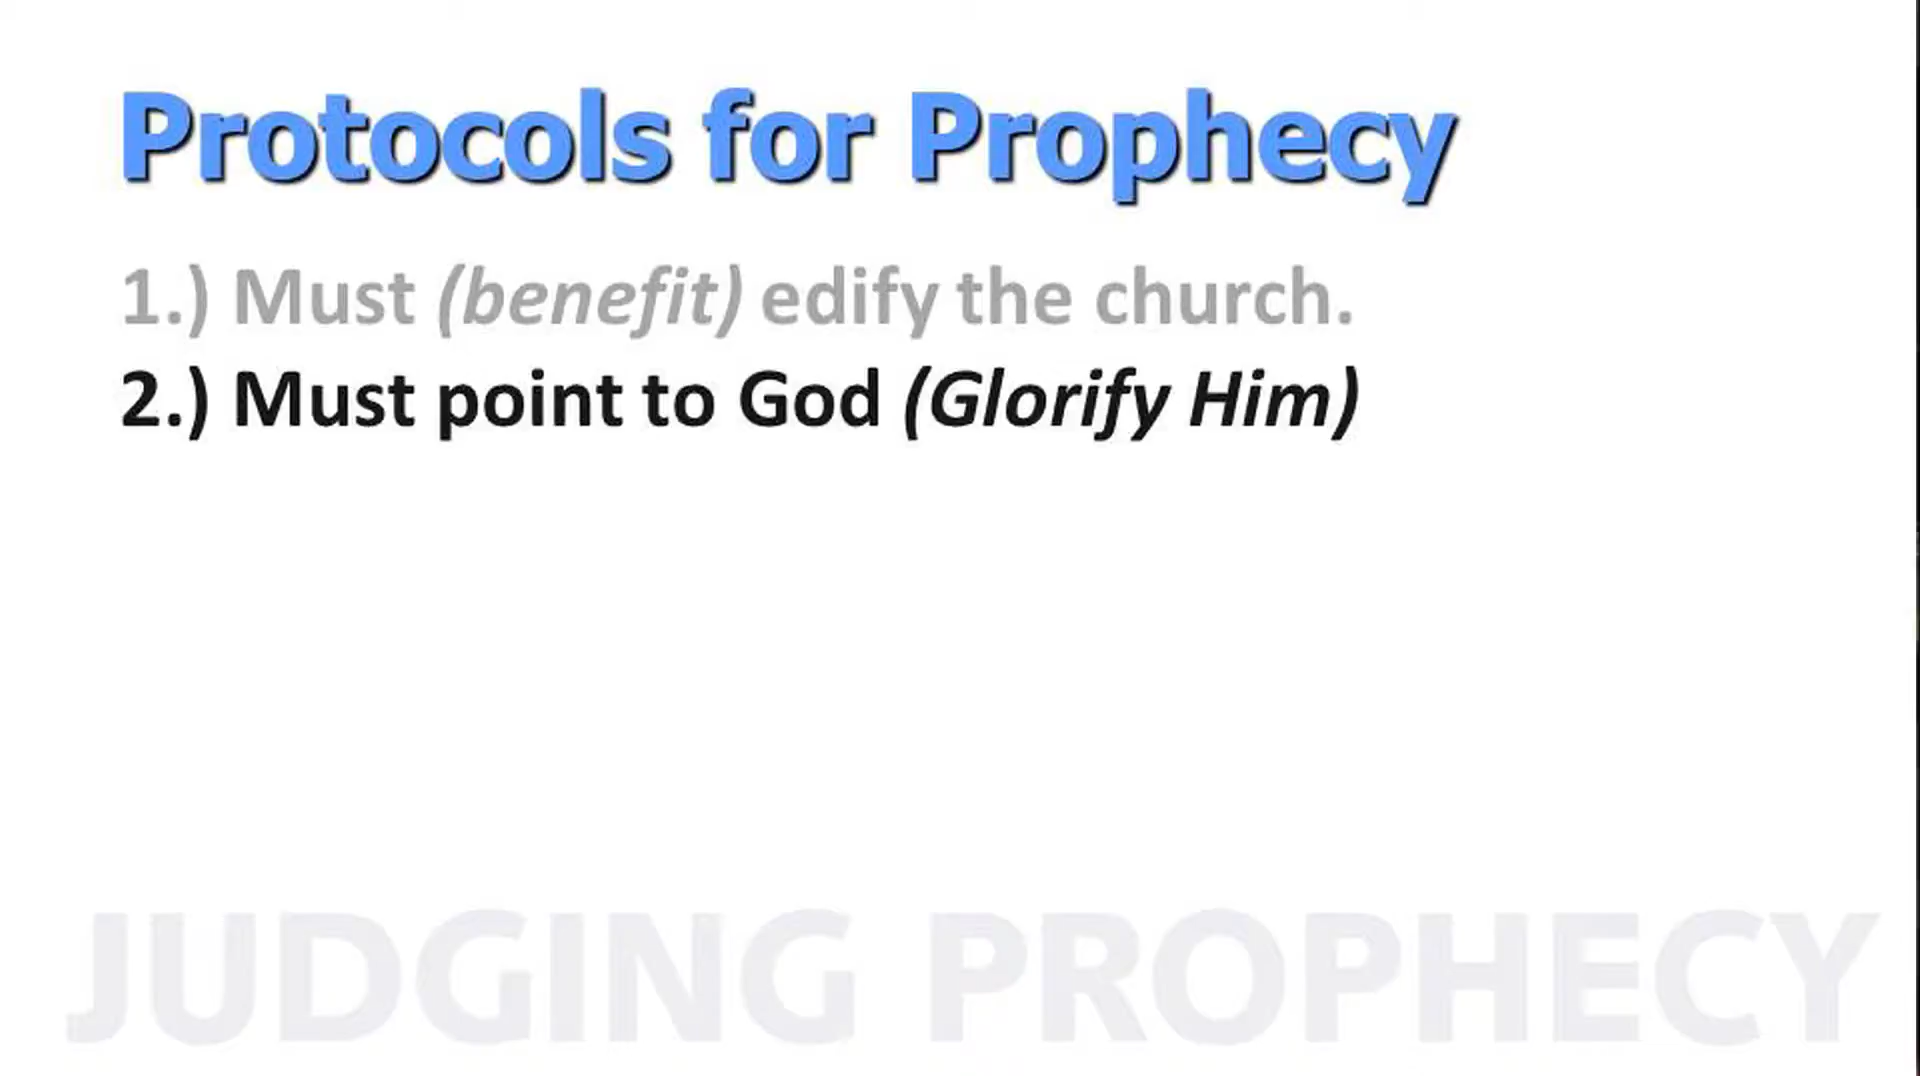 Protocols for Prophecy
1.) Must (benefit) edify the church.
2.) Must point to God (Glorify Him)
JUDGING PROPHECY